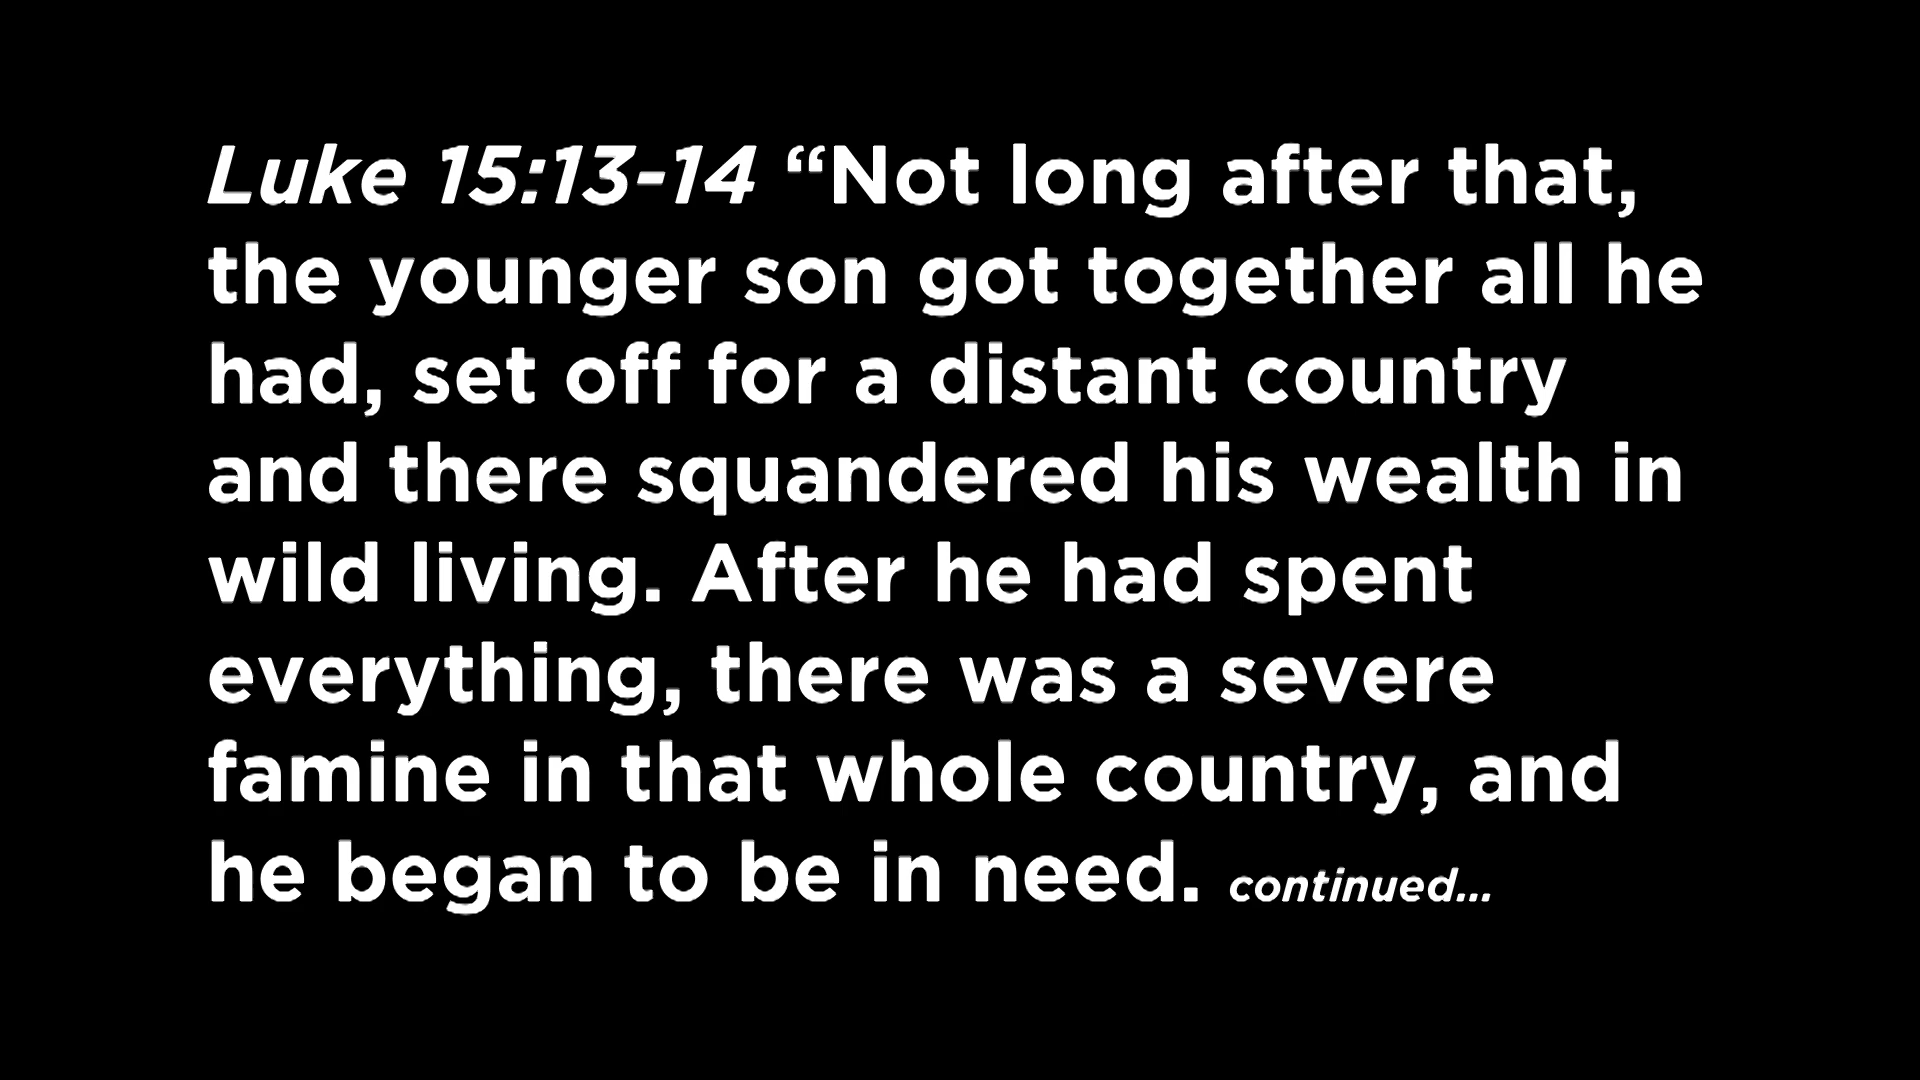 Luke 15:13-14 “Not long after that,
the younger son got together all he
had, set off for a distant country
and there squandered his wealth in
wild living. After he had spent
everything, there was a severe
famine in that whole country, and
he began to be in need. continued...